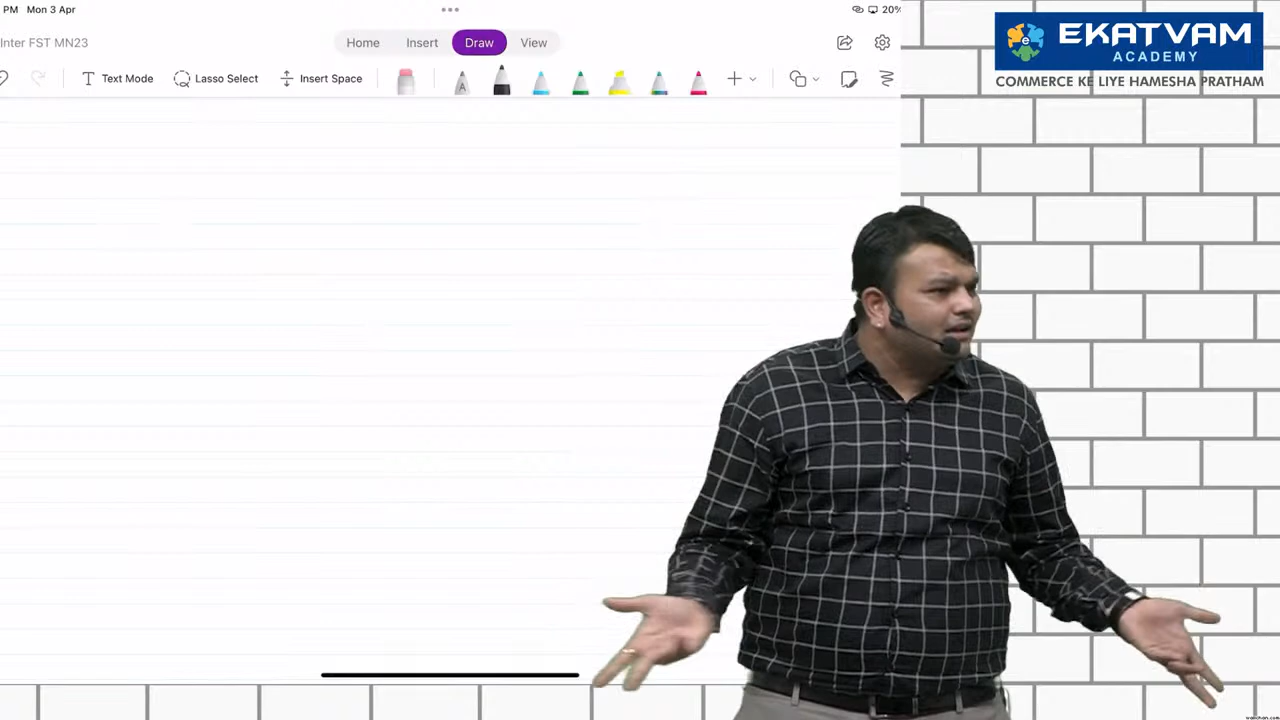 PM Mon 3 Apr
20%
Inter FST MN23
Home Insert Draw View
Text Mode Lasso Select Insert Space
A
e
EKATVAM
ACADEMY
COMMERCE KE LIYE HAMESHA PRATHAM